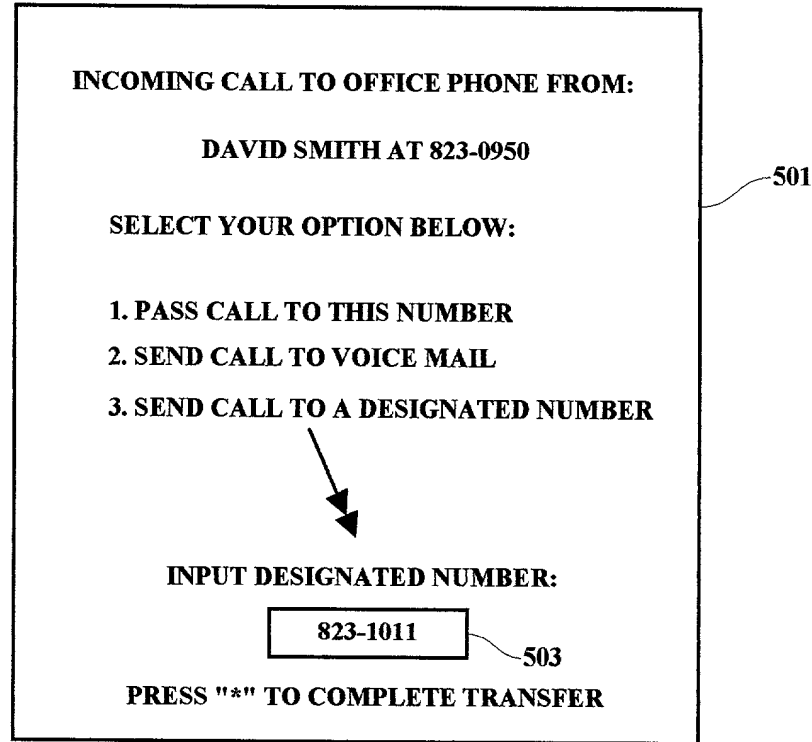 INCOMING CALL TO OFFICE PHONE FROM:
DAVID SMITH AT 823-0950
501
SELECT YOUR OPTION BELOW:
1. PASS CALL TO THIS NUMBER
2. SEND CALL TO VOICE MAIL
3. SEND CALL TO A DESIGNATED NUMBER
INPUT DESIGNATED NUMBER:
823-1011
503
PRESS "*" TO COMPLETE TRANSFER